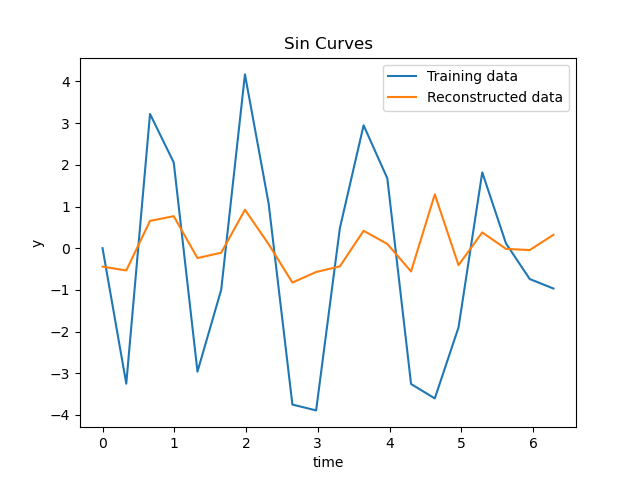 Sin Curves
Training data
Reconstructed data
y
4
3
2
1
0
−1
−2
−3
−4
0 1 2 3 4 5 6
time